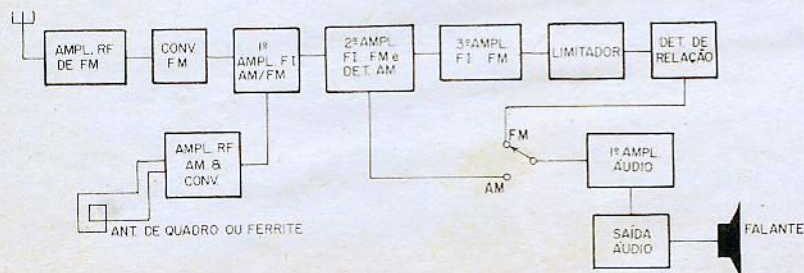 AMPL. RF
DE FM
CONV.
FM
1º
AMPL. FI
AM/FM
2º AMPL.
FI FM e
DET. AM
3º AMPL.
FI FM
LIMITADOR
DET. DE
RELAÇÃO
AMPL. RF
AM &
CONV.
ANT. DE QUADRO OU FERRITE
FM
AM
1º AMPL.
ÁUDIO
SAÍDA
ÁUDIO
FALANTE